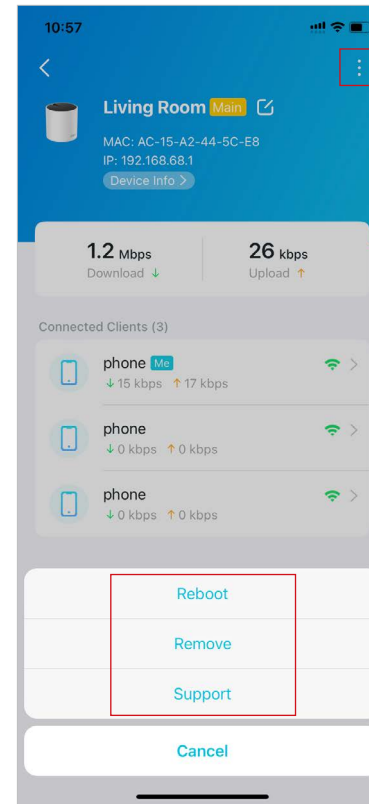 10:57
Living Room Main
MAC: AC-15-A2-44-5C-E8
IP: 192.168.68.1
Device Info >
1.2 Mbps 26 kbps
Download ↓ Upload ↑
Connected Clients (3)
phone Me
↓ 15 kbps ↑ 17 kbps
phone
↓ 0 kbps ↑ 0 kbps
phone
↓ 0 kbps ↑ 0 kbps
Reboot
Remove
Support
Cancel